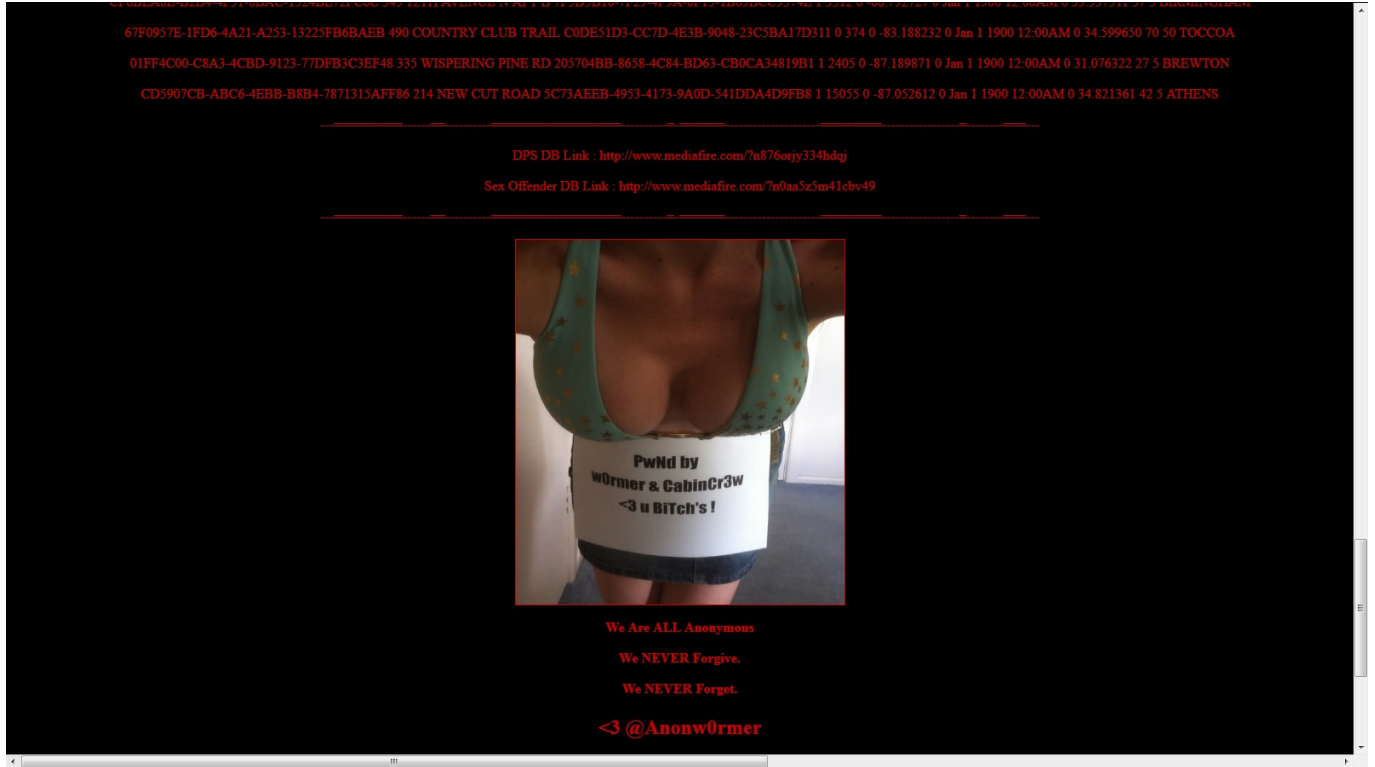 67F0957E-1FD6-4A21-A253-13225FB6BAEB 490 COUNTRY CLUB TRAIL C0DE51D3-CC7D-4E3B-9048-23C5BA17D311 0 374 0 -83.188232 0 Jan 1 1900 12:00AM 0 34.599650 70 50 TOCCOA
01FF4C00-C8A3-4CBD-9123-77DFB3C3EF48 335 WISPERING PINE RD 205704BB-8658-4C84-BD63-CB0CA34819B1 1 2405 0 -87.189871 0 Jan 1 1900 12:00AM 0 31.076322 27 5 BREWTON
CD5907CB-ABC6-4EBB-B8B4-7871315AFF86 214 NEW CUT ROAD 5C73AEEB-4953-4173-9A0D-541DDA4D9FB8 1 15055 0 -87.052612 0 Jan 1 1900 12:00AM 0 34.821361 42 5 ATHENS
DPS DB Link : http://www.mediafire.com/?n876orjy334hdqj
Sex Offender DB Link : http://www.mediafire.com/?n0aa5z5m41cbv49
PwNd by
w0rmer & CabinCr3w
<3 u BiTch's !
We Are ALL Anonymous
We NEVER Forgive.
We NEVER Forget.
<3 @Anonw0rmer